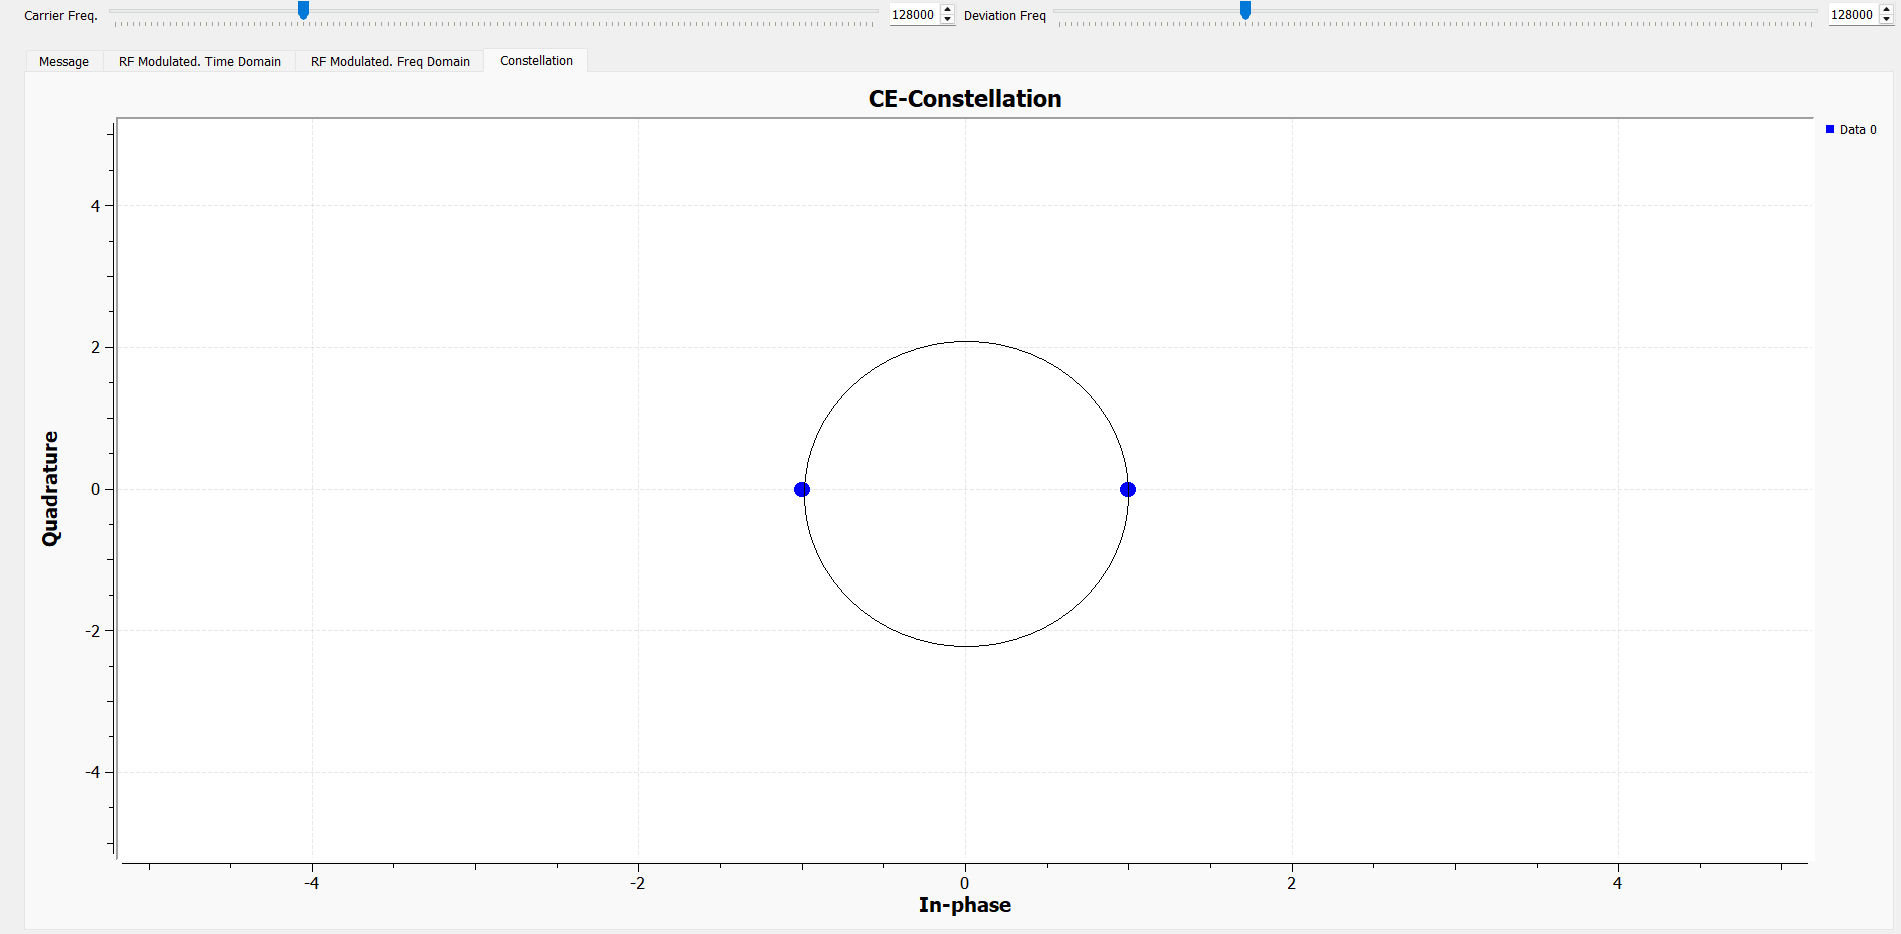 Carrier Freq. 128000 Deviation Freq 128000
Message RF Modulated. Time Domain RF Modulated. Freq Domain Constellation
CE-Constellation
Data 0
4
2
0
-2
-4
Quadrature
-4 -2 0 2 4
In-phase